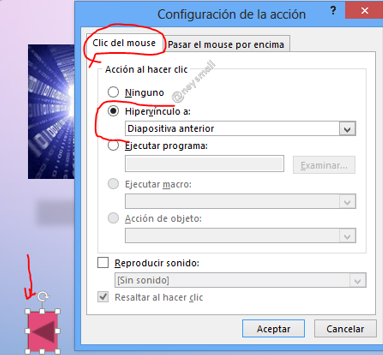 Configuración de la acción
Clic del mouse
Pasar el mouse por encima
Acción al hacer clic
Ninguno
@neysmall
Hipervínculo a:
Diapositiva anterior
Ejecutar programa:
Examinar...
Ejecutar macro:
Acción de objeto:
Reproducir sonido:
[Sin sonido]
Resaltar al hacer clic
Aceptar
Cancelar